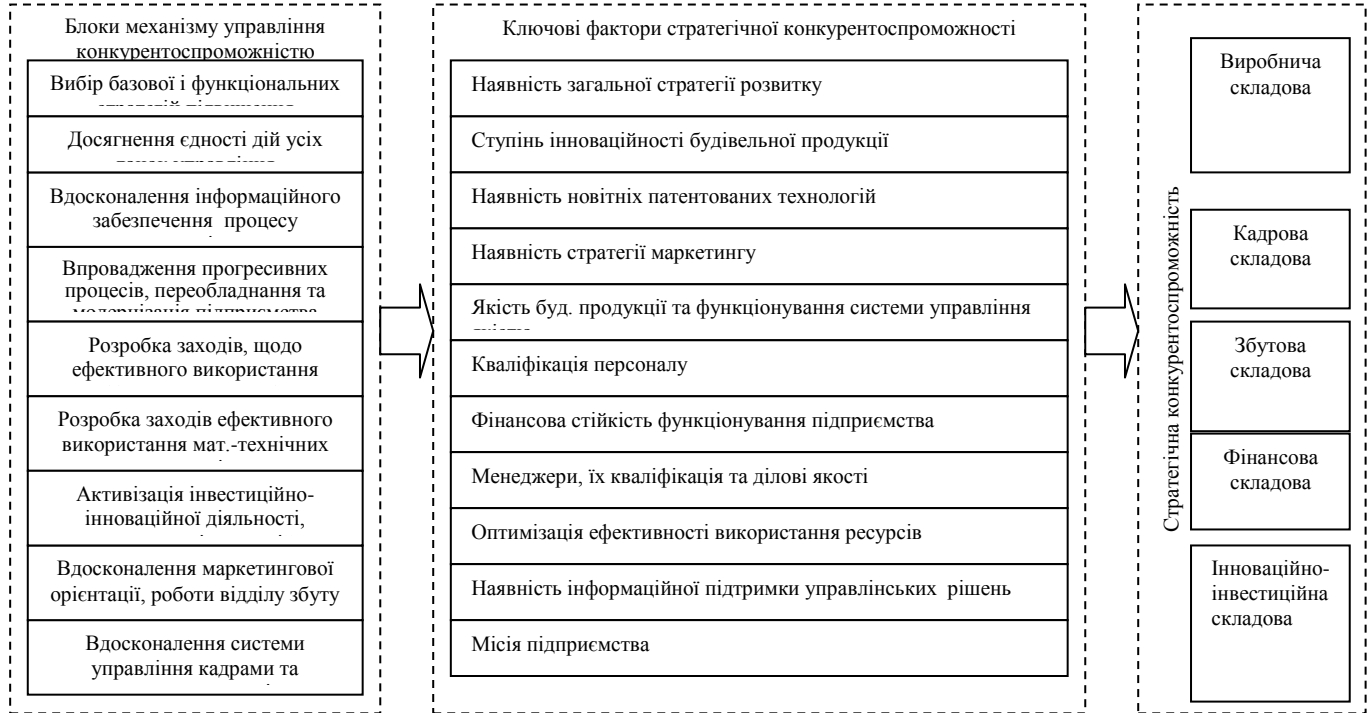 Блоки механізму управління
конкурентоспроможністю
Вибір базової і функціональних
Досягнення єдності дій усіх
Вдосконалення інформаційного
забезпечення процесу
Впровадження прогресивних
процесів, переобладнання та
модернізація підприємства
Розробка заходів, щодо
ефективного використання
Розробка заходів ефективного
використання мат.-технічних
Активізація інвестиційно-
інноваційної діяльності,
Вдосконалення маркетингової
орієнтації, роботи відділу збуту
Вдосконалення системи
управління кадрами та
Ключові фактори стратегічної конкурентоспроможності
Наявність загальної стратегії розвитку
Ступінь інноваційності будівельної продукції
Наявність новітніх патентованих технологій
Наявність стратегії маркетингу
Якість буд. продукції та функціонування системи управління
Кваліфікація персоналу
Фінансова стійкість функціонування підприємства
Менеджери, їх кваліфікація та ділові якості
Оптимізація ефективності використання ресурсів
Наявність інформаційної підтримки управлінських рішень
Місія підприємства
Стратегічна конкурентоспроможність
Виробнича
складова
Кадрова
складова
Збутова
складова
Фінансова
складова
Інноваційно-
інвестиційна
складова